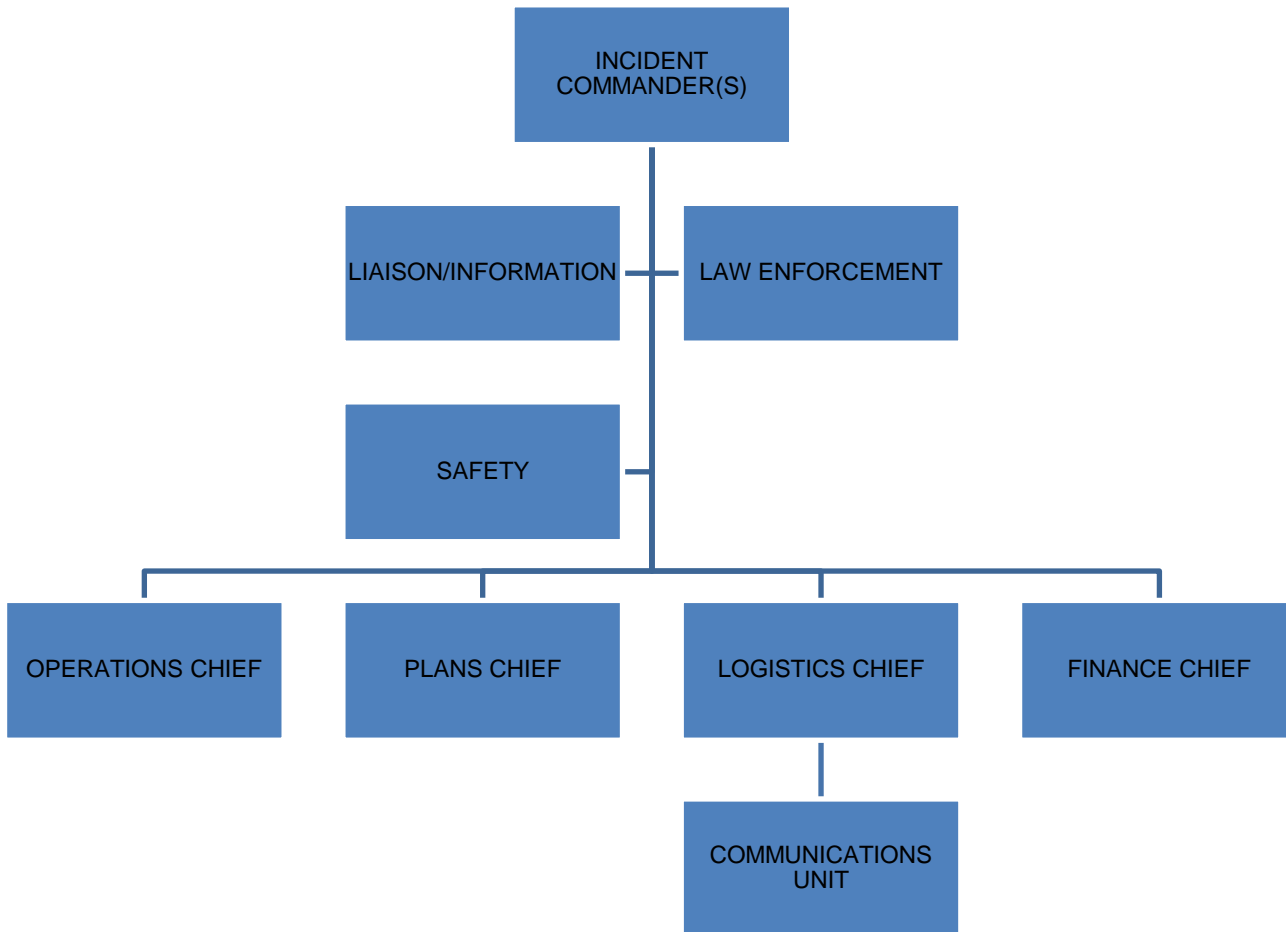 INCIDENT
COMMANDER(S)
LIAISON/INFORMATION
LAW ENFORCEMENT
SAFETY
OPERATIONS CHIEF
PLANS CHIEF
LOGISTICS CHIEF
FINANCE CHIEF
COMMUNICATIONS
UNIT